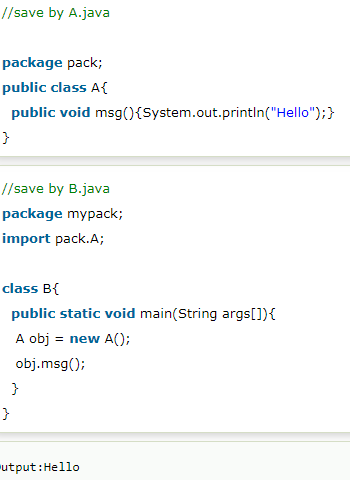 //save by A.java
package pack;
public class A{
public void msg(){System.out.println("Hello");}
}
//save by B.java
package mypack;
import pack.A;
class B{
public static void main(String args[]){
A obj = new A();
obj.msg();
}
}
utput:Hello